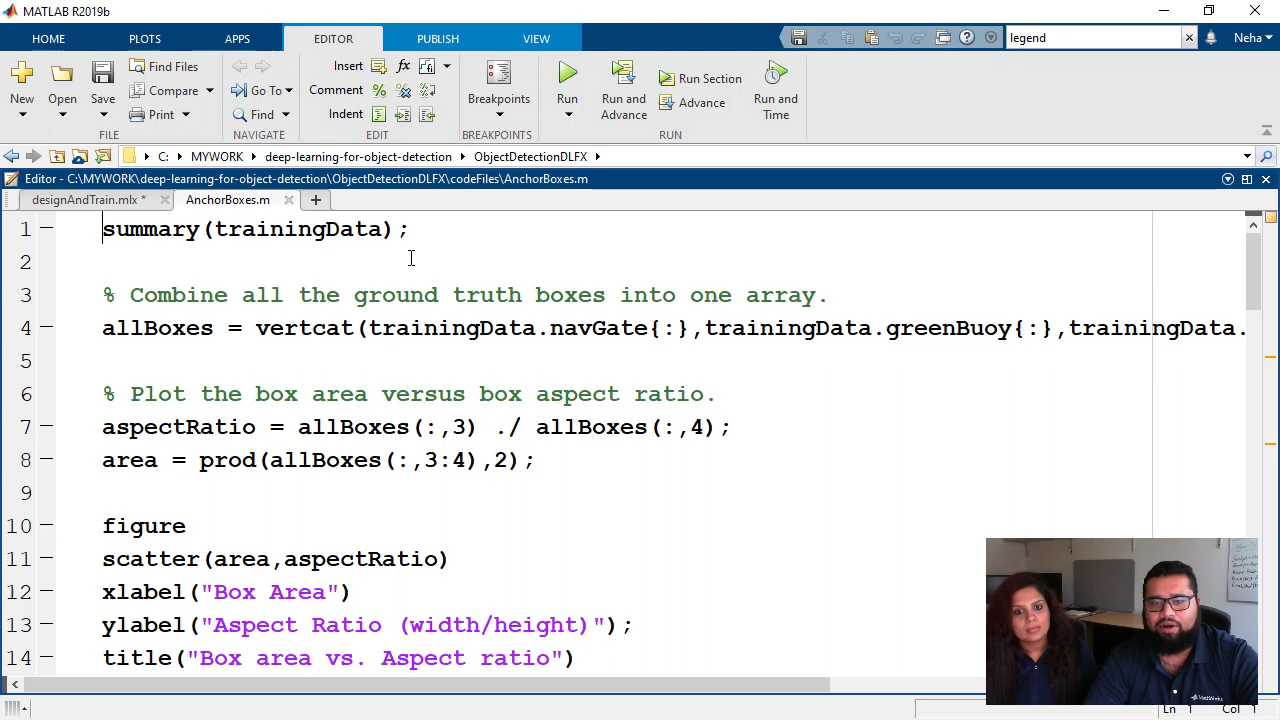 MATLAB R2019b
HOME PLOTS APPS EDITOR PUBLISH VIEW legend Neha
New Open Save Find Files Compare Print Go To Find Insert fx Comment Indent Breakpoints Run Run and Advance Run Section Advance Run and Time
FILE NAVIGATE EDIT BREAKPOINTS RUN
C: MYWORK deep-learning-for-object-detection ObjectDetectionDLFX
Editor - C:\MYWORK\deep-learning-for-object-detection\ObjectDetectionDLFX\codeFiles\AnchorBoxes.m
designAndTrain.mlx * AnchorBoxes.m
1 summary(trainingData);
2
3 % Combine all the ground truth boxes into one array.
4 allBoxes = vertcat(trainingData.navGate{:},trainingData.greenBuoy{:},trainingData.
5
6 % Plot the box area versus box aspect ratio.
7 aspectRatio = allBoxes(:,3) ./ allBoxes(:,4);
8 area = prod(allBoxes(:,3:4),2);
9
10 figure
11 scatter(area,aspectRatio)
12 xlabel("Box Area")
13 ylabel("Aspect Ratio (width/height)");
14 title("Box area vs. Aspect ratio")
MathWorks
Ln 1 Col 1